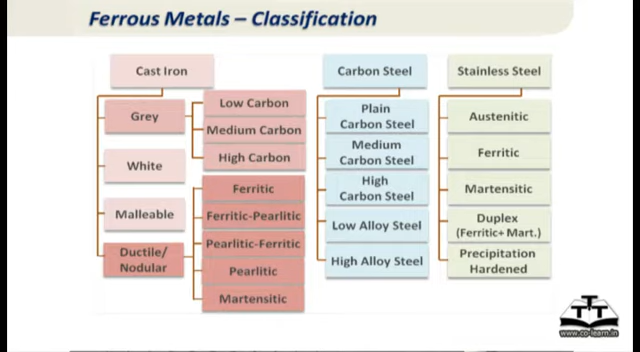 Ferrous Metals – Classification
Cast Iron
Grey
Low Carbon
Medium Carbon
High Carbon
White
Malleable
Ductile/
Nodular
Ferritic
Ferritic-Pearlitic
Pearlitic-Ferritic
Pearlitic
Martensitic
Carbon Steel
Plain
Carbon Steel
Medium
Carbon Steel
High
Carbon Steel
Low Alloy Steel
High Alloy Steel
Stainless Steel
Austenitic
Ferritic
Martensitic
Duplex
(Ferritic+ Mart.)
Precipitation
Hardened
TTT
www.co-learn.in